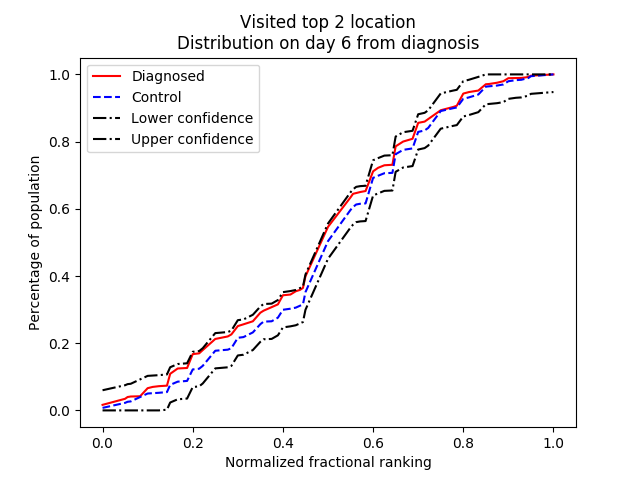 Visited top 2 location
Distribution on day 6 from diagnosis
Diagnosed
Control
Lower confidence
Upper confidence
Percentage of population
1.0
0.8
0.6
0.4
0.2
0.0
0.0 0.2 0.4 0.6 0.8 1.0
Normalized fractional ranking